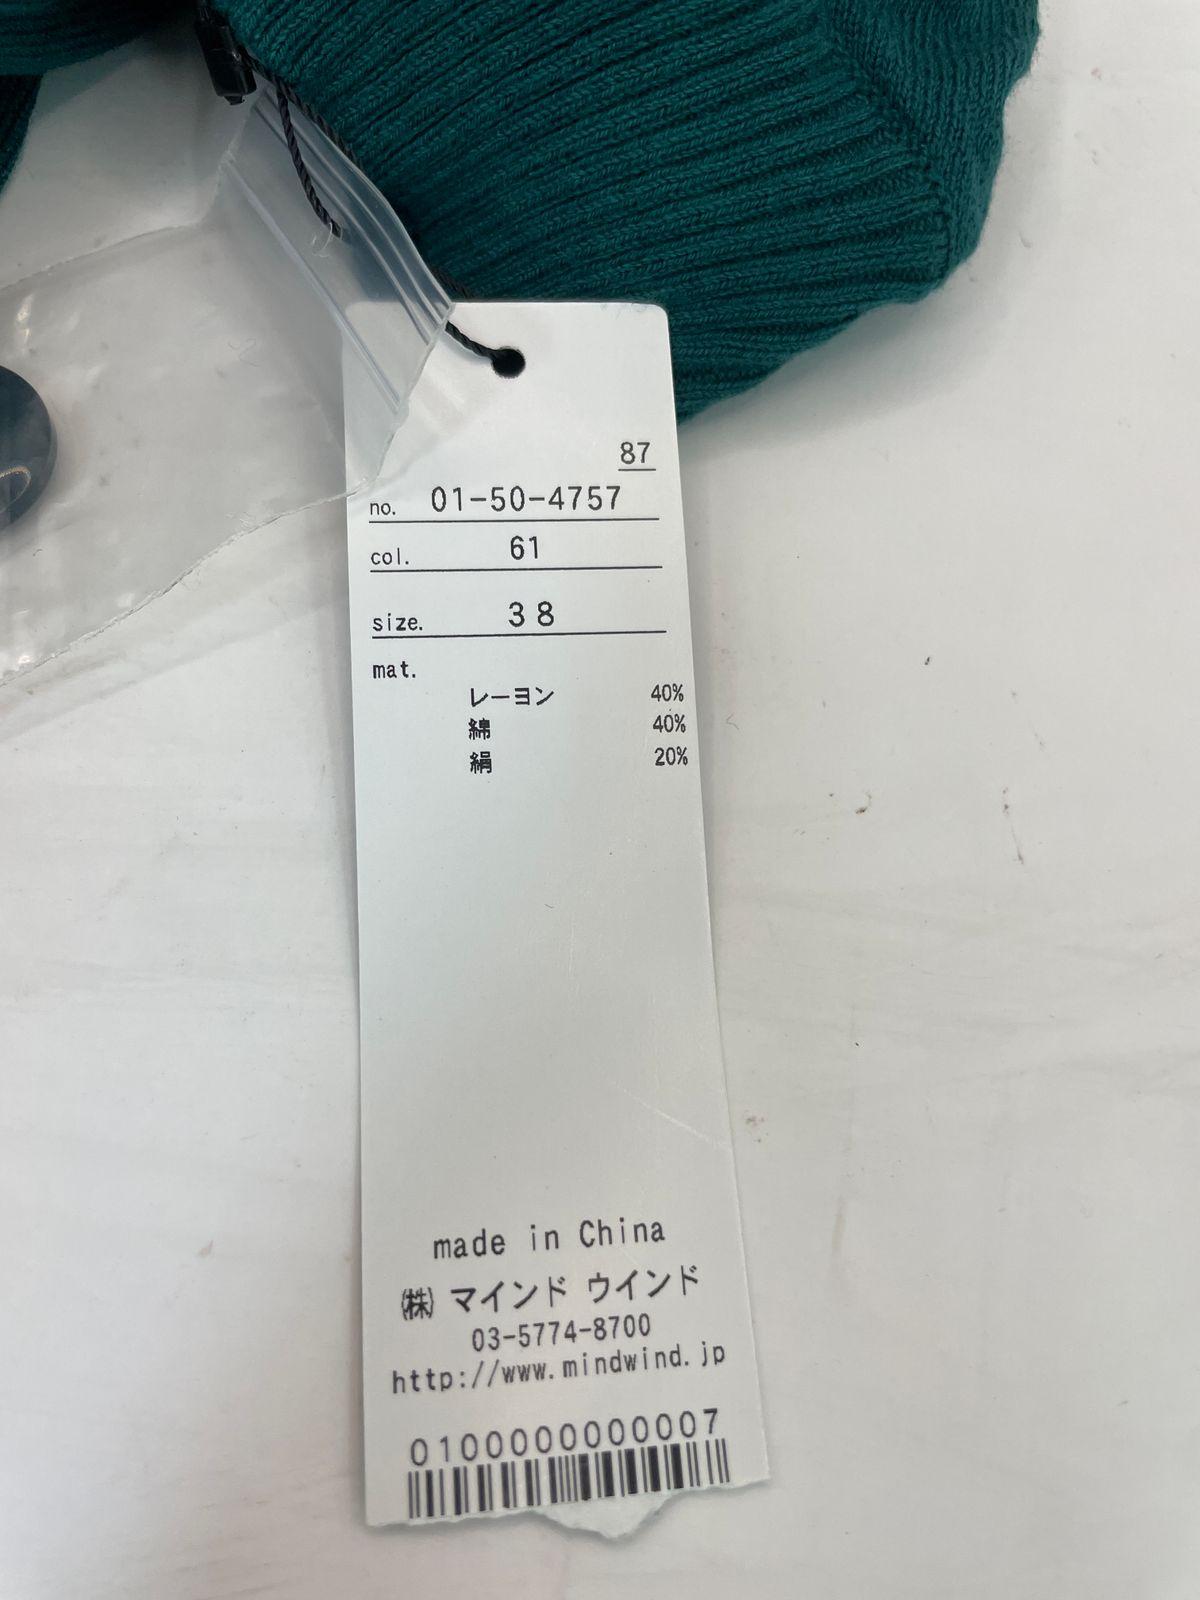 87
no. 01-50-4757
col. 61
size. 38
mat.
レーヨン 40%
綿 40%
絹 20%
made in China
㈱ マインド ウインド
03-5774-8700
http://www.mindwind.jp
0100000000007